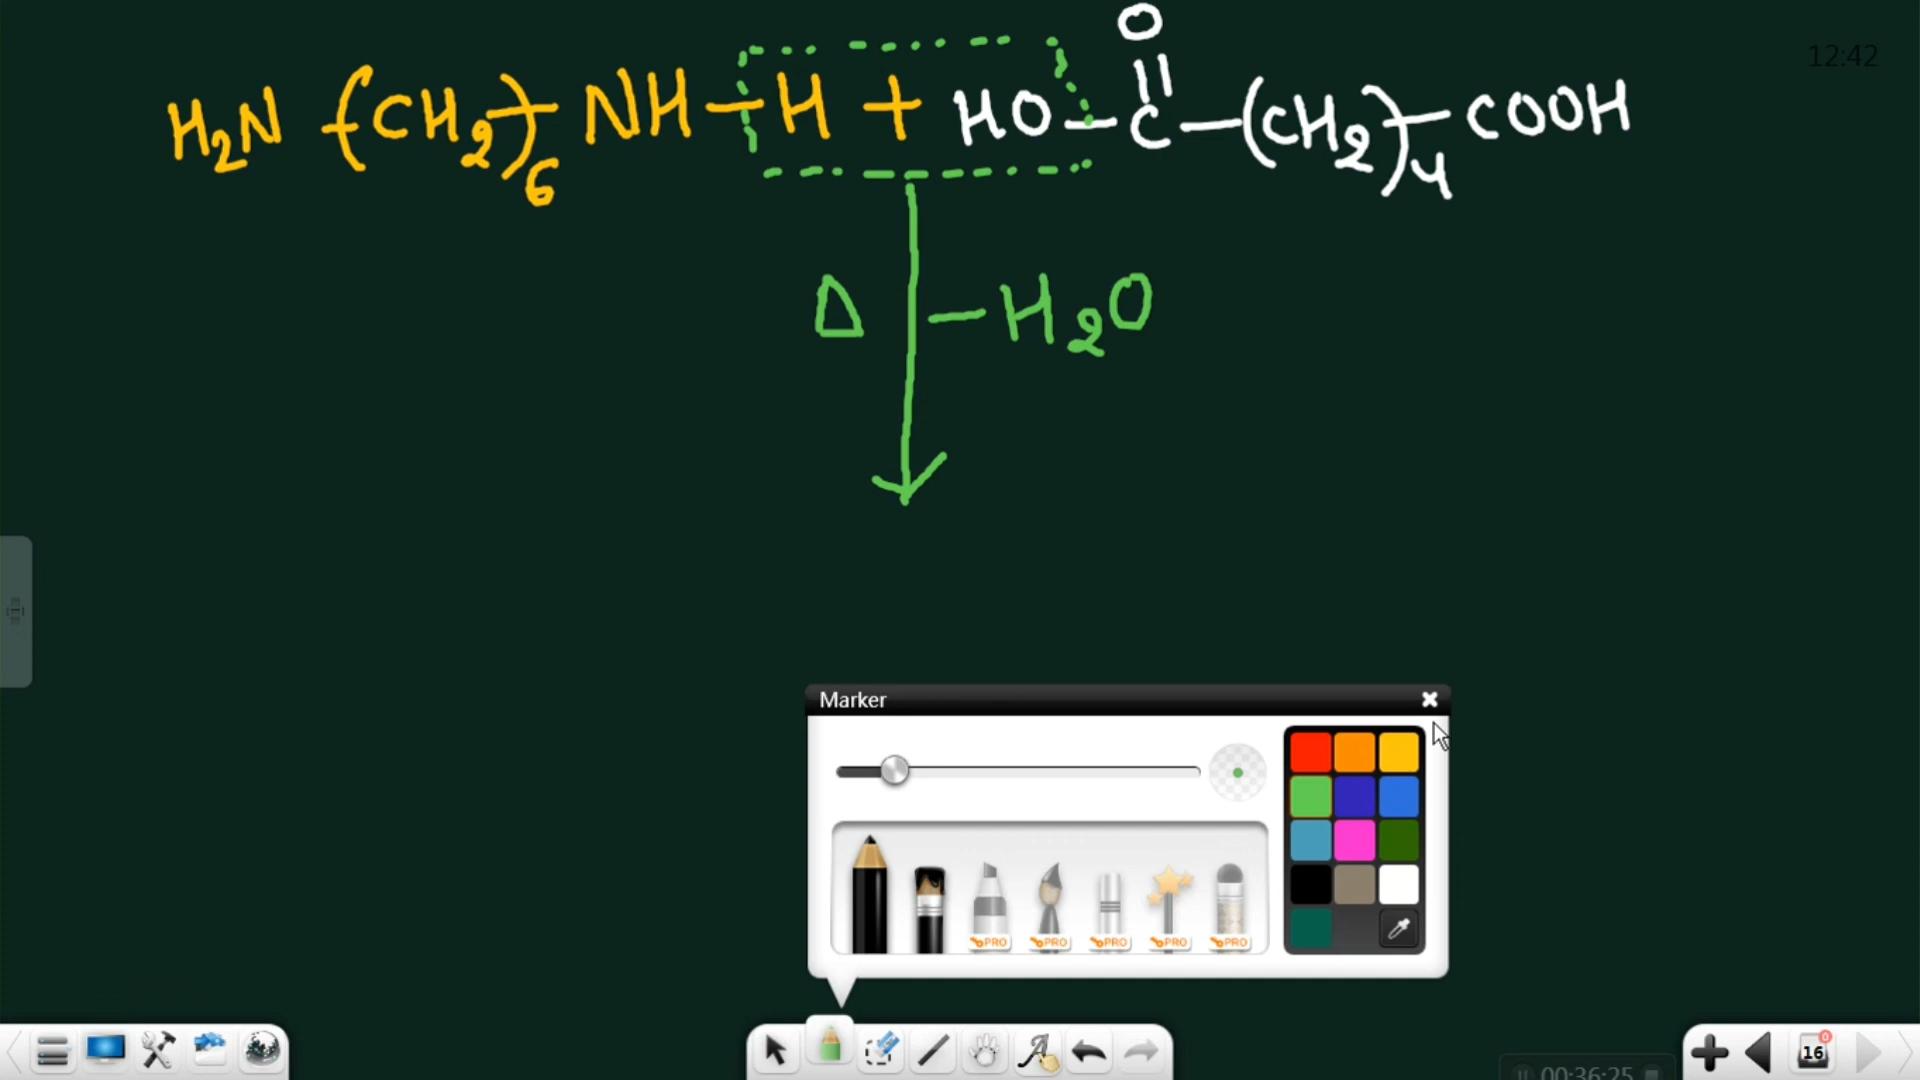 12:42
O
H₂N –(CH₂)₆– NH – H + HO – C – (CH₂)₄ – COOH
Δ – H₂O
Marker
PRO PRO PRO PRO PRO
16 0
00:36:25